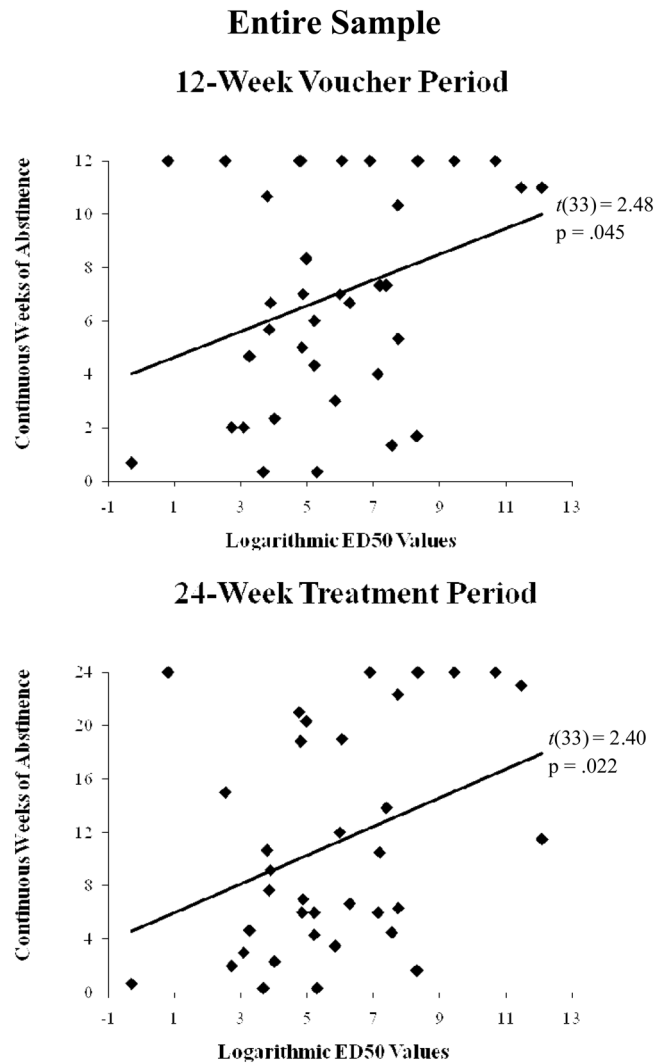 Entire Sample
12-Week Voucher Period
Continuous Weeks of Abstinence
12
10
8
6
4
2
0
-1 1 3 5 7 9 11 13
t(33) = 2.48
p = .045
Logarithmic ED50 Values
24-Week Treatment Period
Continuous Weeks of Abstinence
24
20
16
12
8
4
0
-1 1 3 5 7 9 11 13
t(33) = 2.40
p = .022
Logarithmic ED50 Values